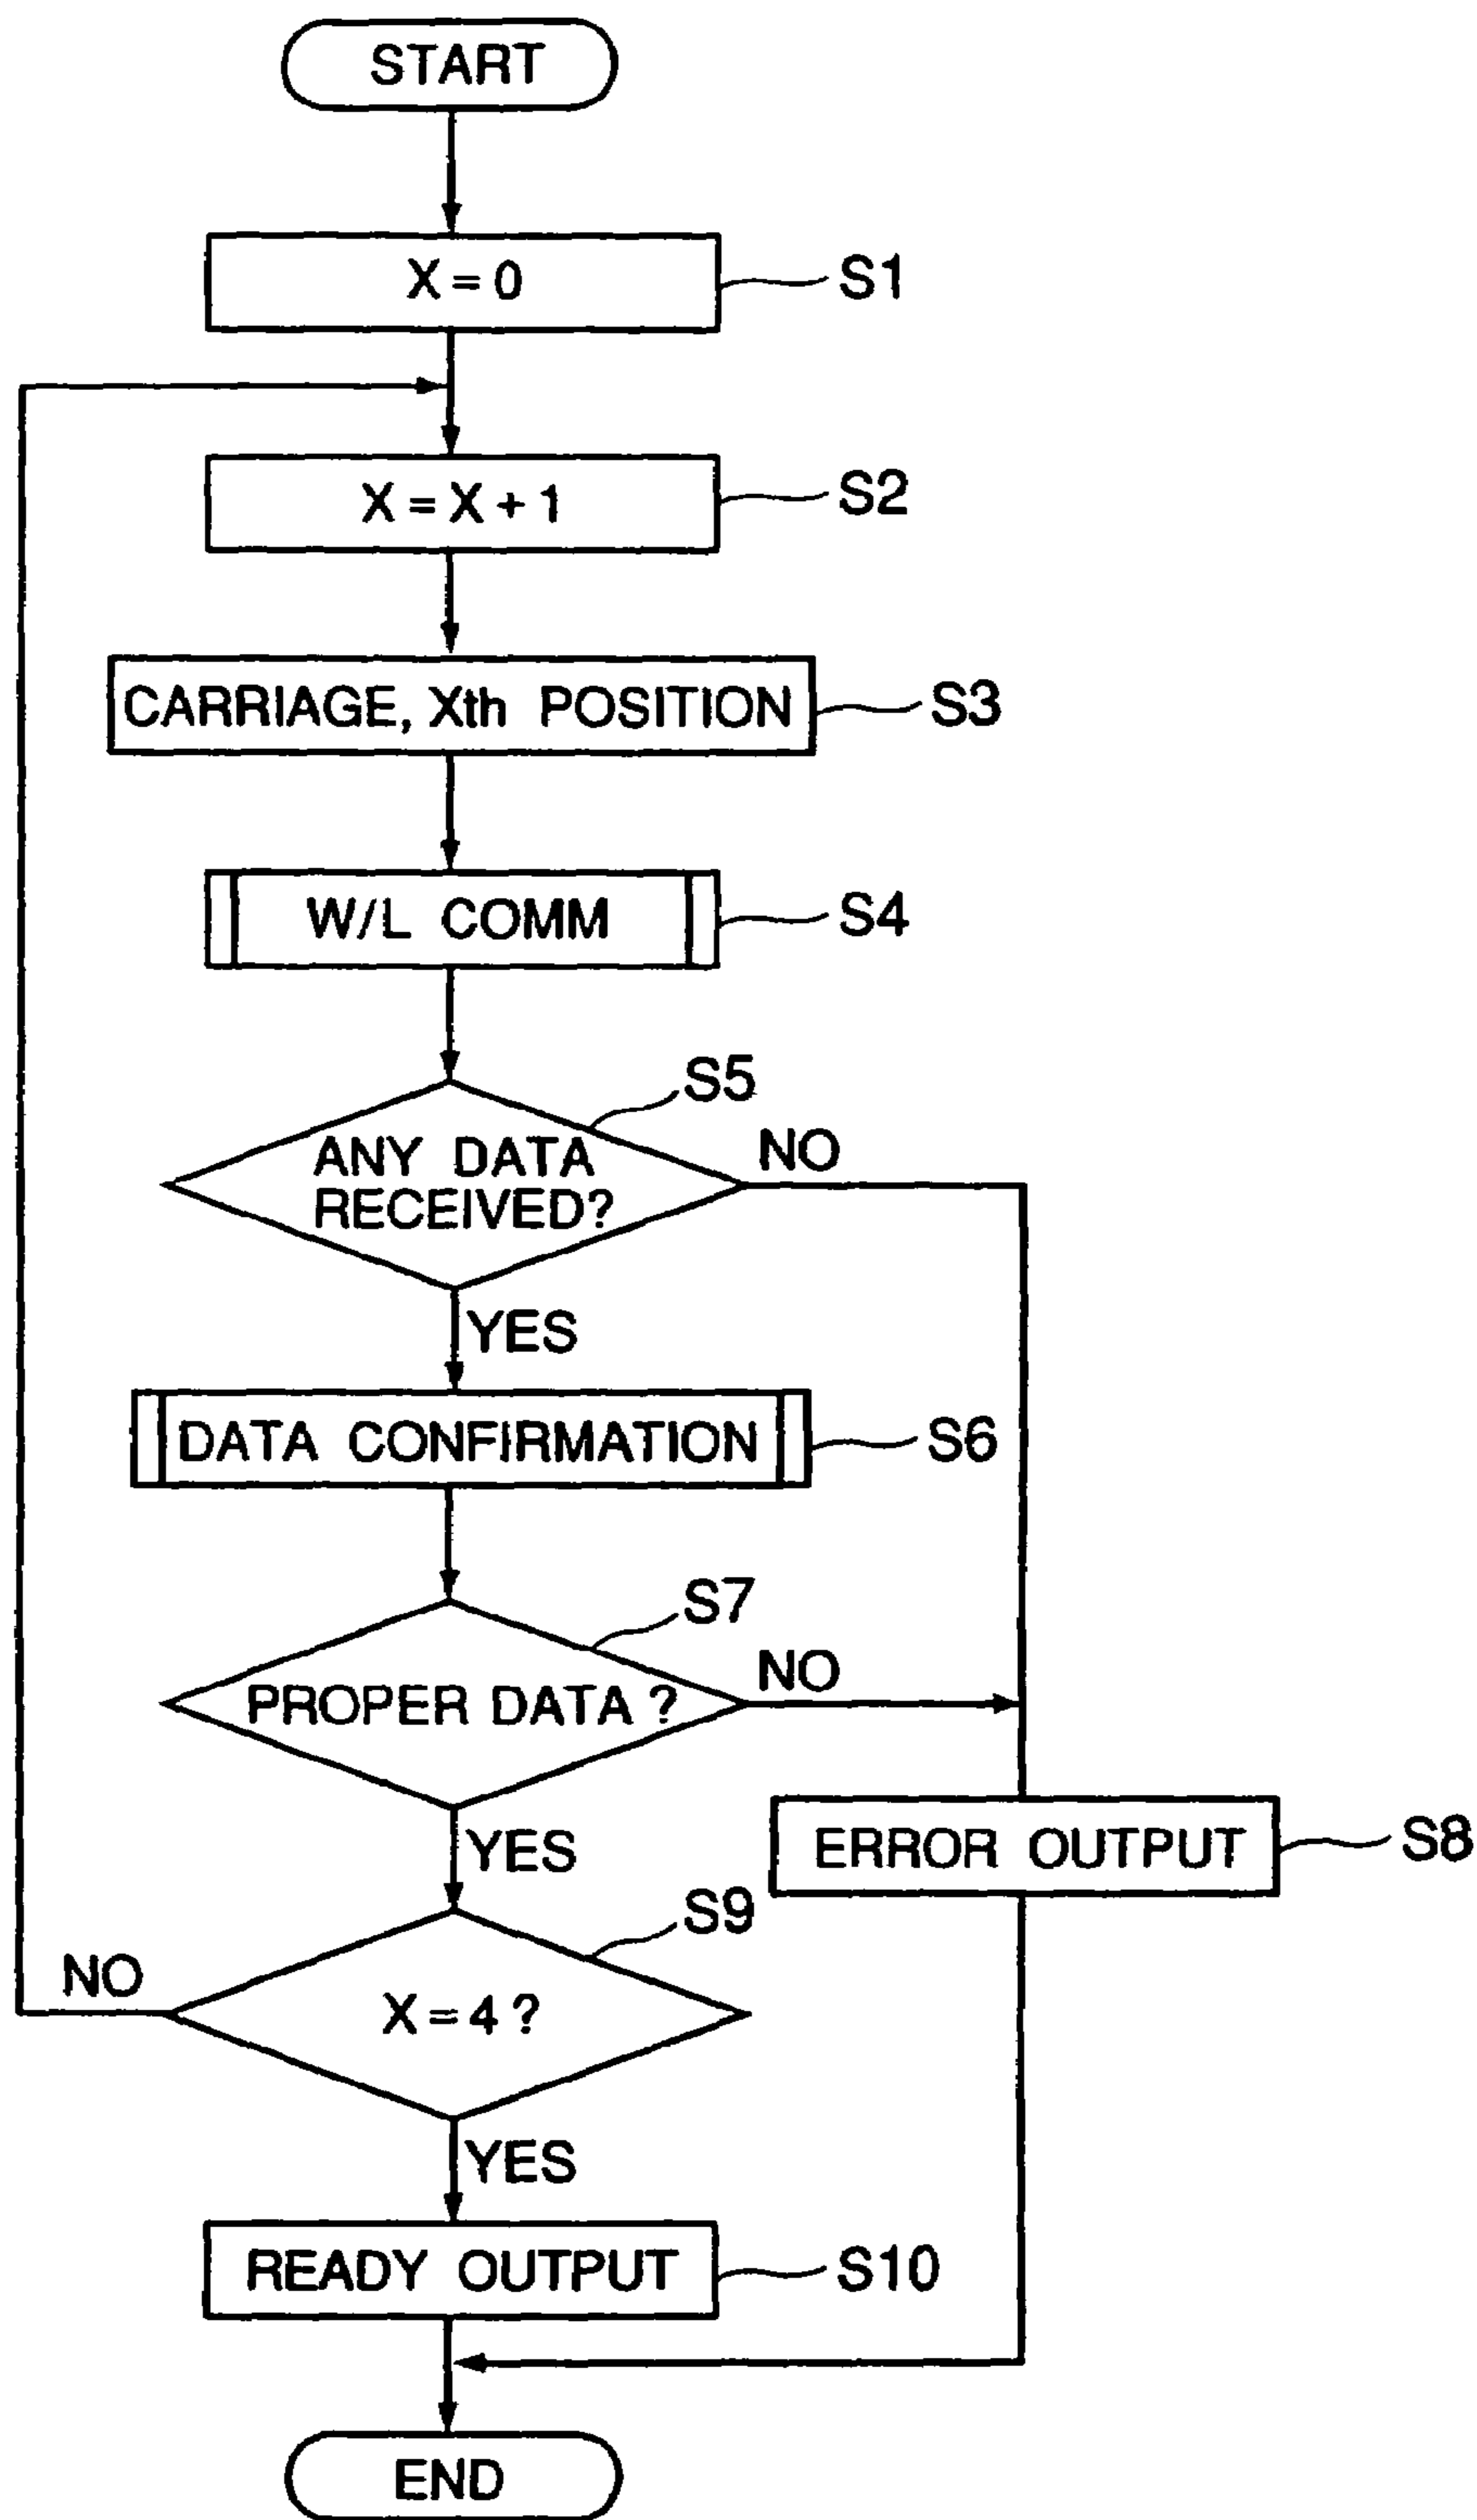 START
X=0
S1
X=X+1
S2
CARRIAGE, Xth POSITION
S3
W/L COMM
S4
S5
ANY DATA
RECEIVED?
NO
YES
DATA CONFIRMATION
S6
S7
PROPER DATA?
NO
YES
ERROR OUTPUT
S8
S9
X=4?
NO
YES
READY OUTPUT
S10
END